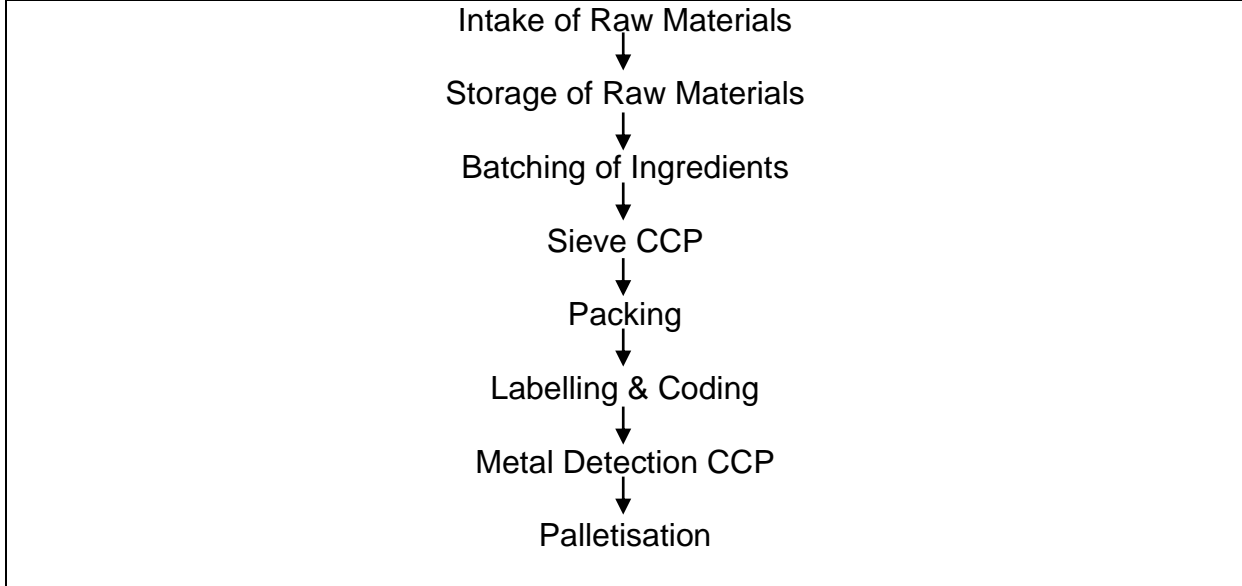 Intake of Raw Materials
Storage of Raw Materials
Batching of Ingredients
Sieve CCP
Packing
Labelling & Coding
Metal Detection CCP
Palletisation